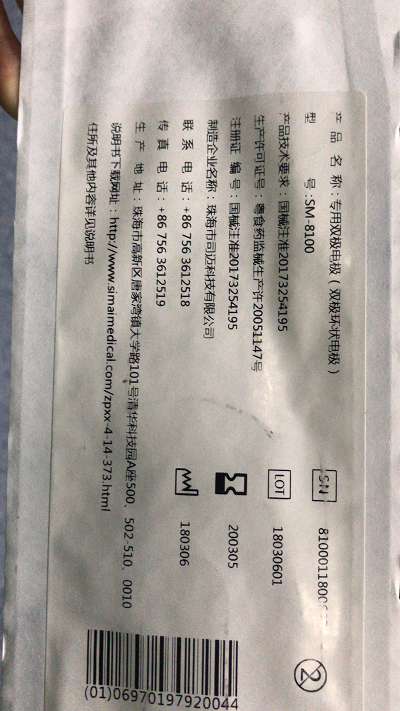 产 品 名 称：专用双极电极（双极环状电极）
型 号：SM-8100
产品技术要求：国械注准20173254195
生产许可证号：粤食药监械生产许20051147号
注册证 编 号：国械注准20173254195
制造企业名称：珠海市司迈科技有限公司
联 系 电 话：+86 756 3612518
传 真 电 话：+86 756 3612519
生 产 地 址：珠海市高新区唐家湾镇大学路101号清华科技园A座500、502-510、0010
说明书下载网址：http://www.simaimedical.com/zpxx-4-14-373.html
住所及其他内容详见说明书
SN 8100011800
LOT 18030601
200305
180306
2
(01)06970197920044